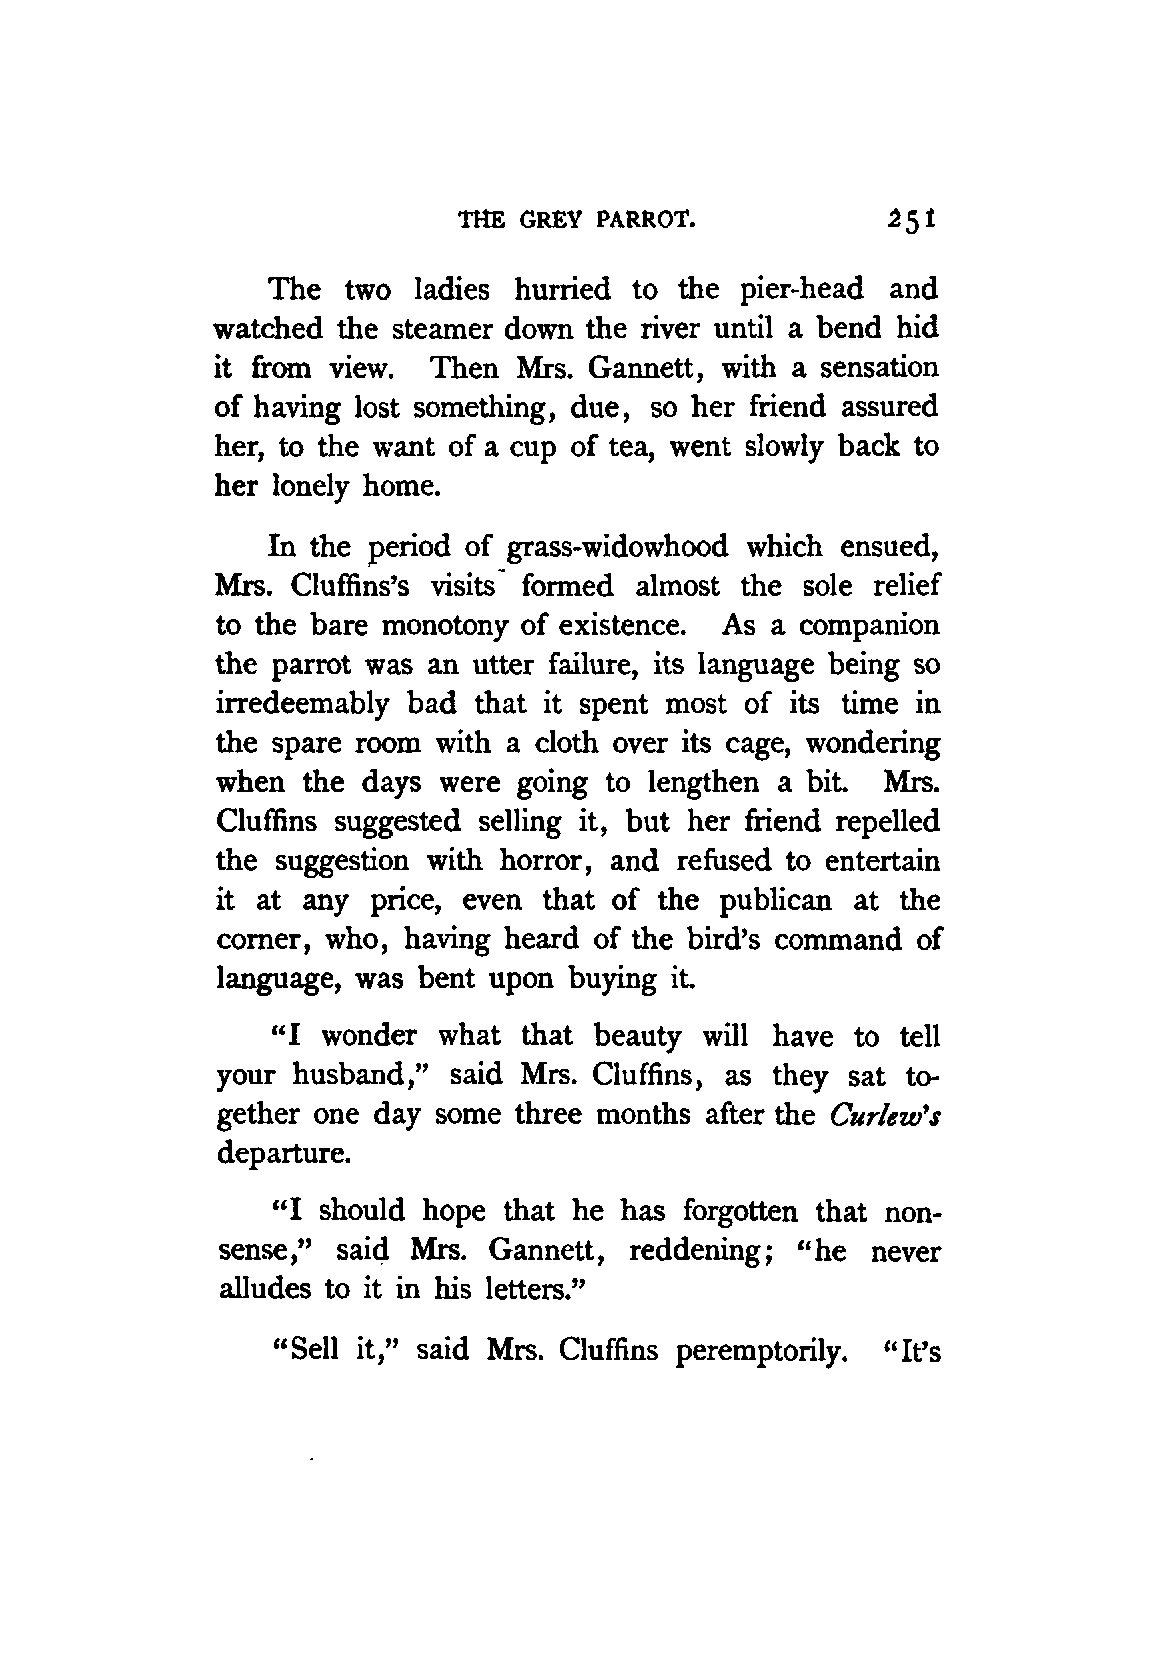 THE GREY PARROT. 251
The two ladies hurried to the pier-head and
watched the steamer down the river until a bend hid
it from view. Then Mrs. Gannett, with a sensation
of having lost something, due, so her friend assured
her, to the want of a cup of tea, went slowly back to
her lonely home.
In the period of grass-widowhood which ensued,
Mrs. Cluffins's visits formed almost the sole relief
to the bare monotony of existence. As a companion
the parrot was an utter failure, its language being so
irredeemably bad that it spent most of its time in
the spare room with a cloth over its cage, wondering
when the days were going to lengthen a bit. Mrs.
Cluffins suggested selling it, but her friend repelled
the suggestion with horror, and refused to entertain
it at any price, even that of the publican at the
corner, who, having heard of the bird's command of
language, was bent upon buying it.
“I wonder what that beauty will have to tell
your husband,” said Mrs. Cluffins, as they sat to-
gether one day some three months after the Curlew's
departure.
“I should hope that he has forgotten that non-
sense,” said Mrs. Gannett, reddening; “he never
alludes to it in his letters.”
“Sell it,” said Mrs. Cluffins peremptorily. “It's